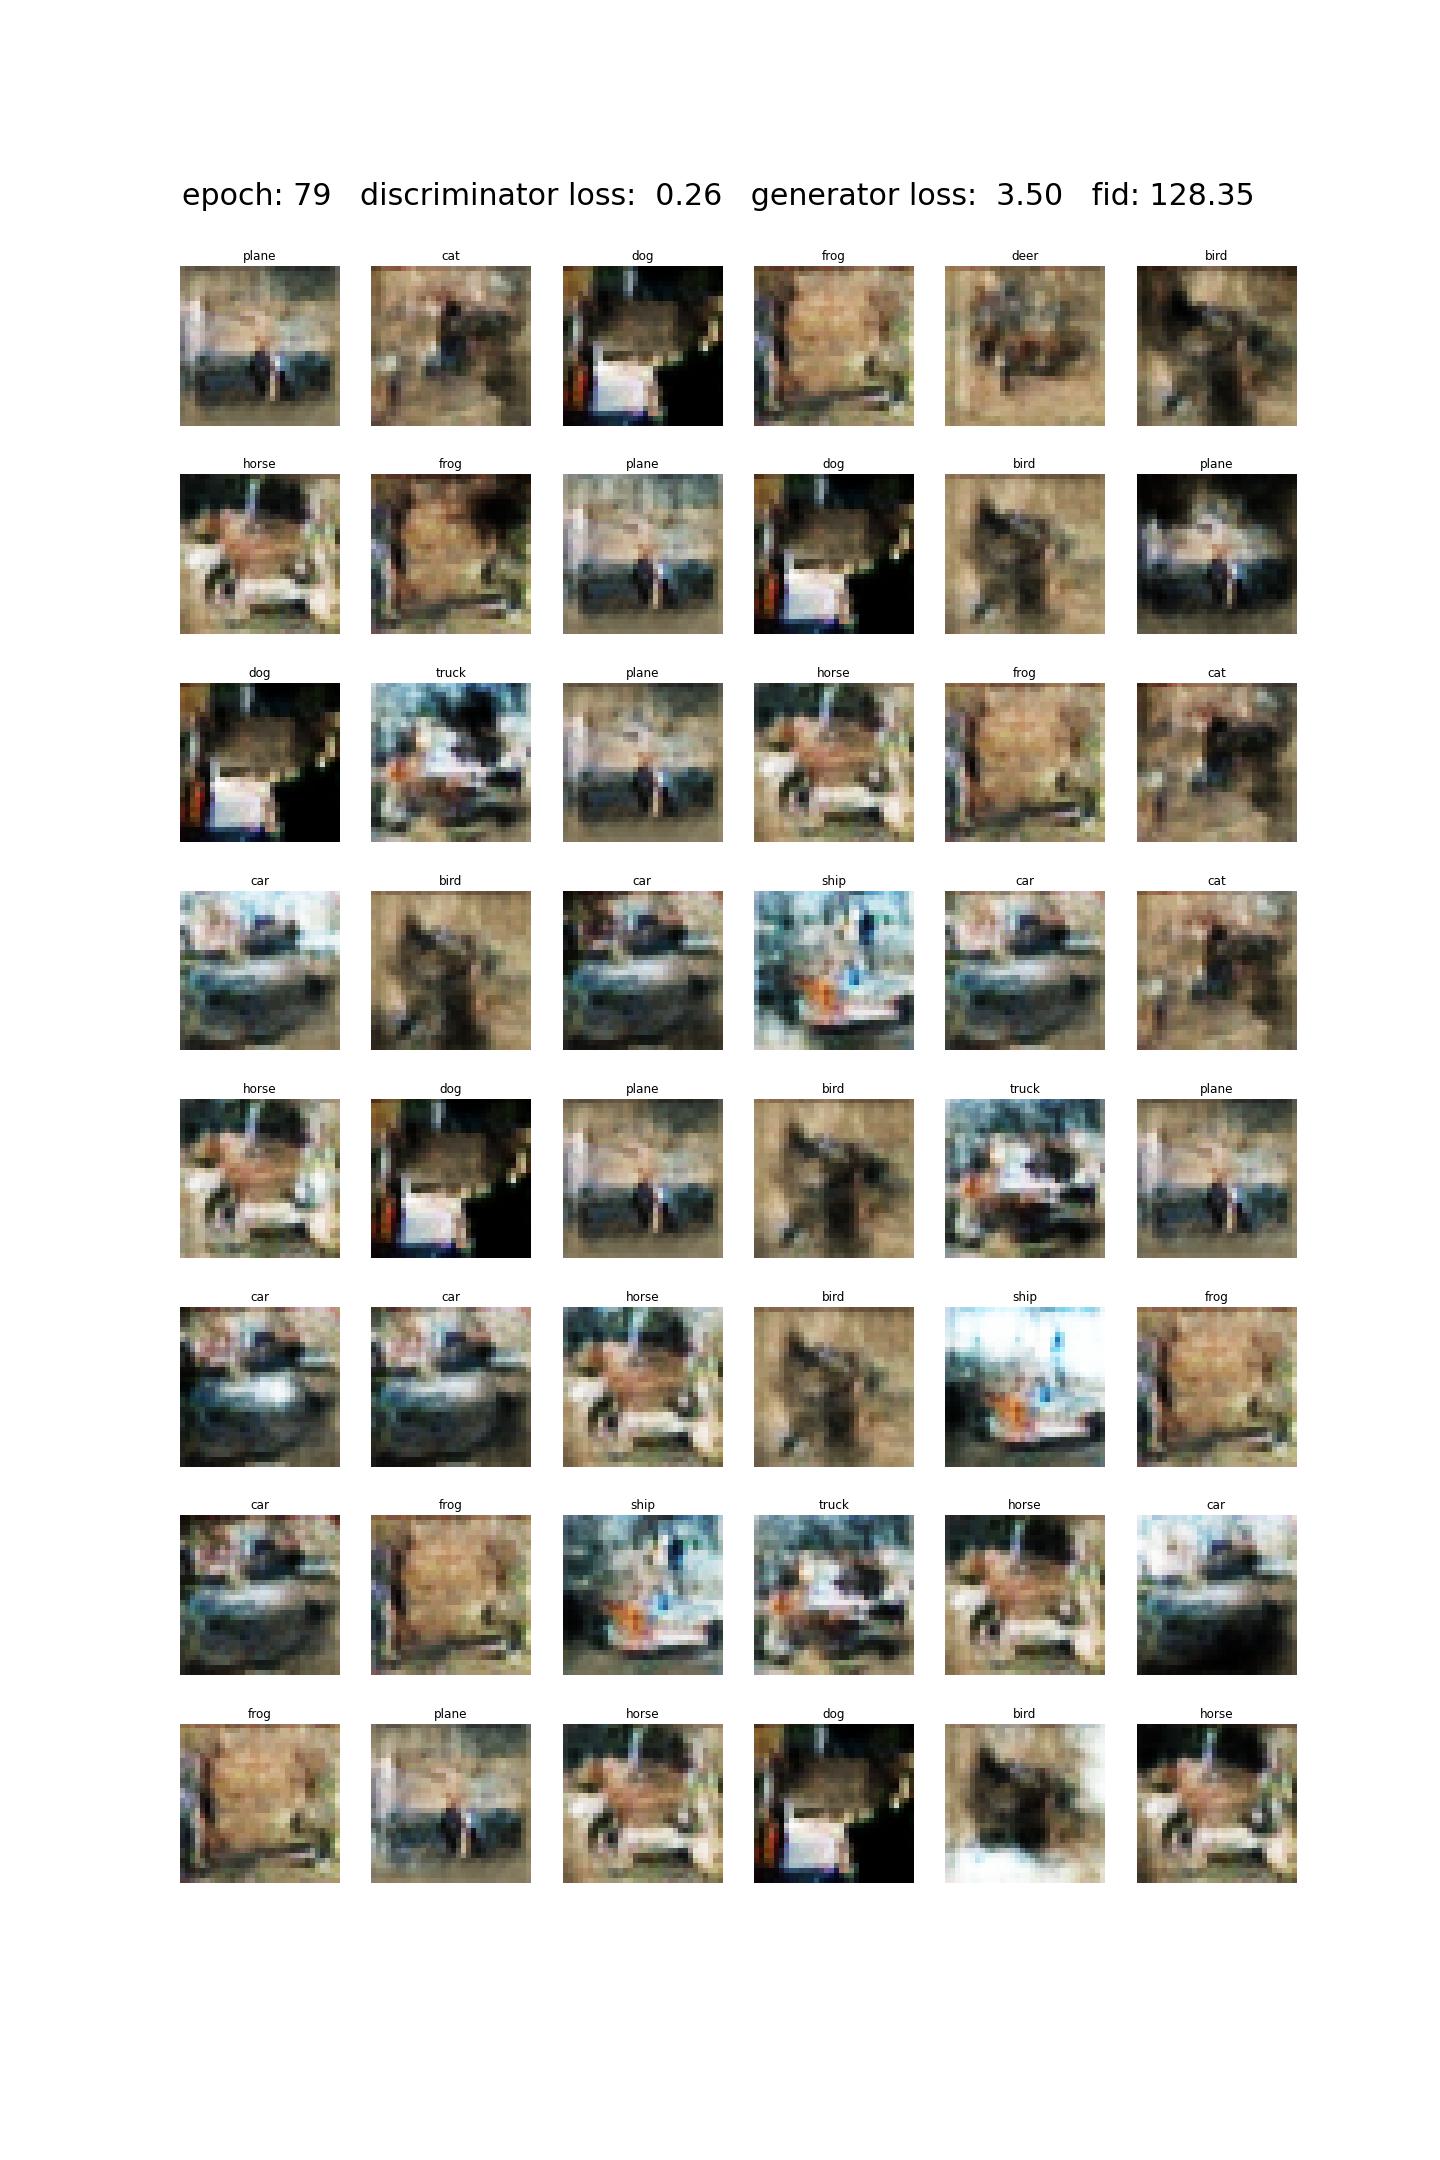 epoch: 79   discriminator loss:  0.26   generator loss:  3.50   fid: 128.35
plane cat dog frog deer bird
horse frog plane dog bird plane
dog truck plane horse frog cat
car bird car ship car cat
horse dog plane bird truck plane
car car horse bird ship frog
car frog ship truck horse car
frog plane horse dog bird horse